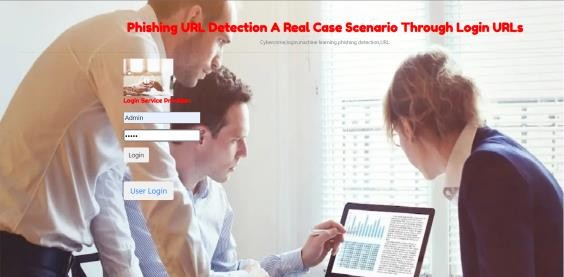 Phishing URL Detection A Real Case Scenario Through Login URLs
Cybercrime,login,machine learning,phishing detection,URL.
Login Service Provider
Admin
•••••
Login
User Login